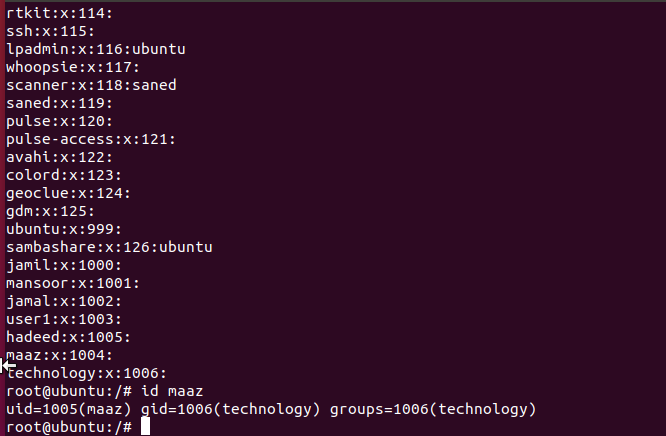 rtkit:x:114:
ssh:x:115:
lpadmin:x:116:ubuntu
whoopsie:x:117:
scanner:x:118:saned
saned:x:119:
pulse:x:120:
pulse-access:x:121:
avahi:x:122:
colord:x:123:
geoclue:x:124:
gdm:x:125:
ubuntu:x:999:
sambashare:x:126:ubuntu
jamil:x:1000:
mansoor:x:1001:
jamal:x:1002:
user1:x:1003:
hadeed:x:1005:
maaz:x:1004:
technology:x:1006:
root@ubuntu:/# id maaz
uid=1005(maaz) gid=1006(technology) groups=1006(technology)
root@ubuntu:/#